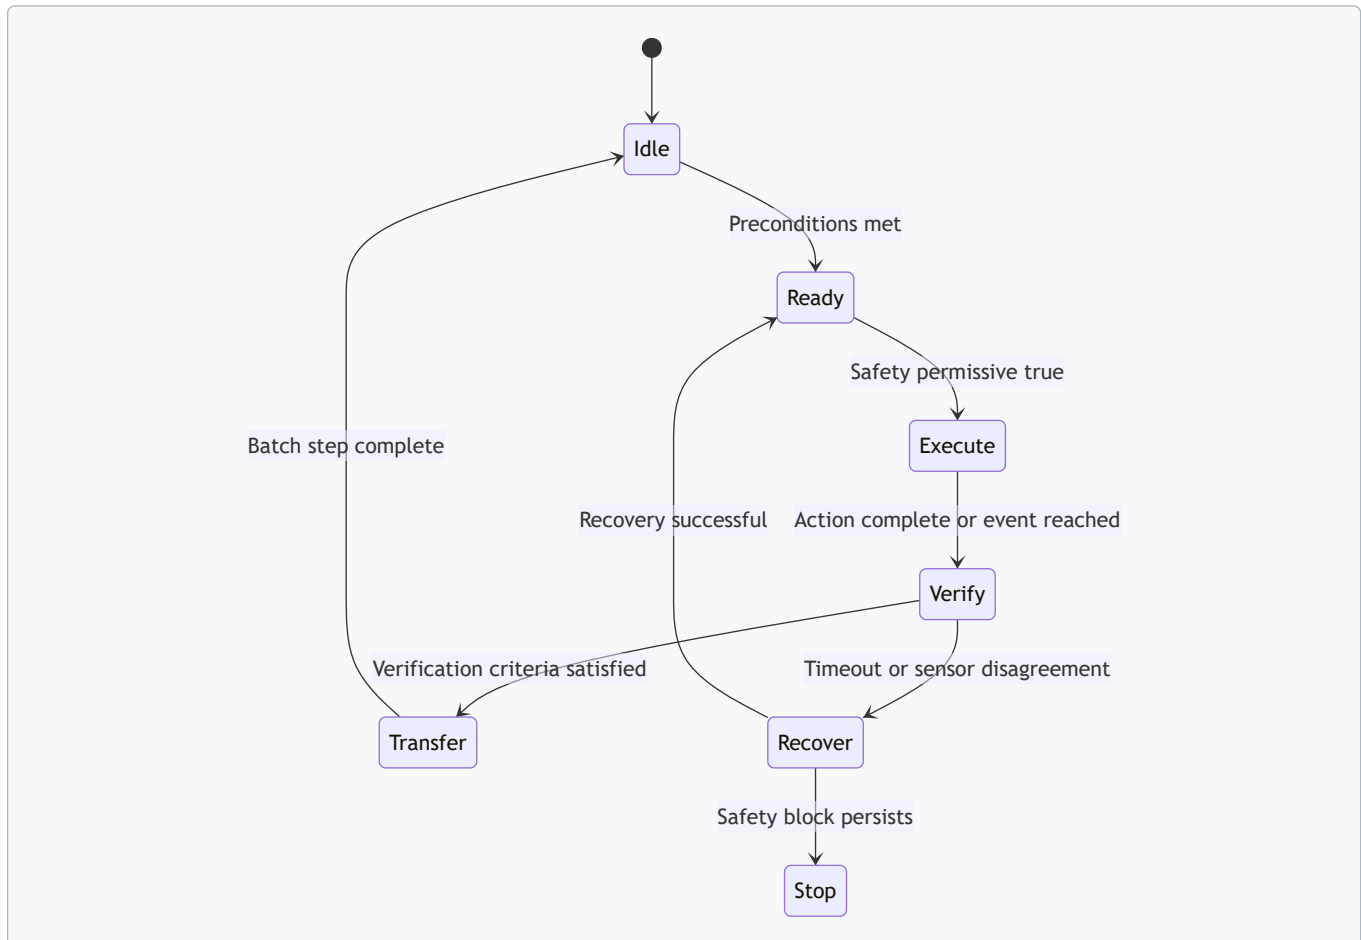 Idle
Preconditions met
Ready
Safety permissive true
Execute
Batch step complete
Recovery successful
Action complete or event reached
Verify
Verification criteria satisfied
Timeout or sensor disagreement
Transfer
Recover
Safety block persists
Stop